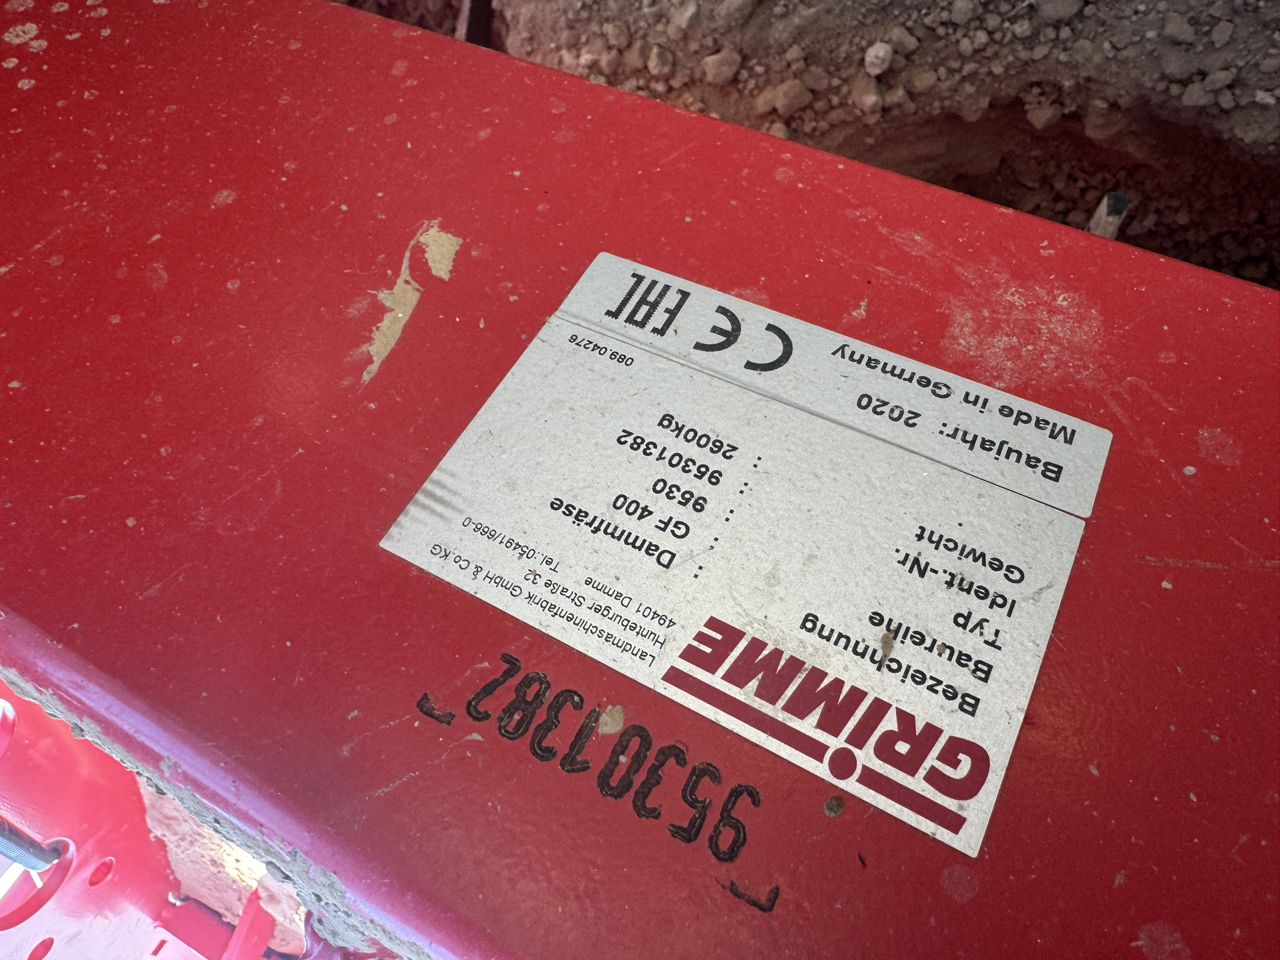 GRIMME
Landmaschinenfabrik GmbH & Co.KG
Hunteburger Straße 32
49401 Damme Tel.:05491/666-0
Bezeichnung : Dammfräse
Baureihe : GF 400
Typ : 9530
Ident.-Nr. : 95301382
Gewicht : 2600kg
089.04276
Baujahr: 2020
Made in Germany
CE EAC
95301382